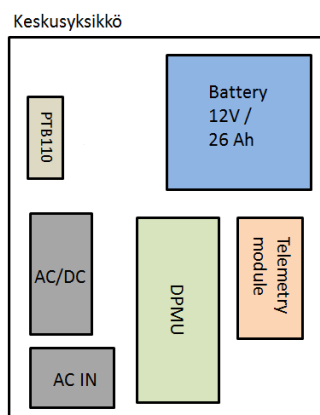 Keskusyksikkö
Battery
12V /
26 Ah
PTB110
AC/DC
DPMU
Telemetry
module
AC IN